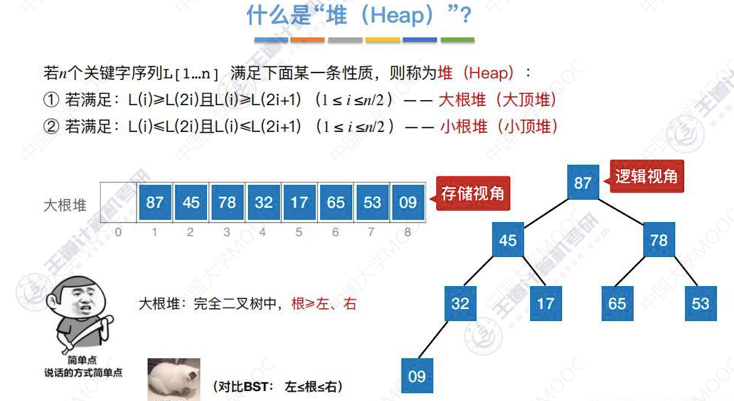 什么是“堆（Heap）”？
若n个关键字序列L[1…n] 满足下面某一条性质，则称为堆（Heap）：
① 若满足：L(i)≥L(2i)且L(i)≥L(2i+1) （1 ≤ i ≤n/2 ）—— 大根堆（大顶堆）
② 若满足：L(i)≤L(2i)且L(i)≤L(2i+1) （1 ≤ i ≤n/2 ）—— 小根堆（小顶堆）
大根堆
87 45 78 32 17 65 53 09
0 1 2 3 4 5 6 7 8
存储视角
逻辑视角
87
45 78
32 17 65 53
09
大根堆：完全二叉树中，根≥左、右
简单点
说话的方式简单点
（对比BST： 左≤根≤右）
王道计算机考研
中国大学MOOC